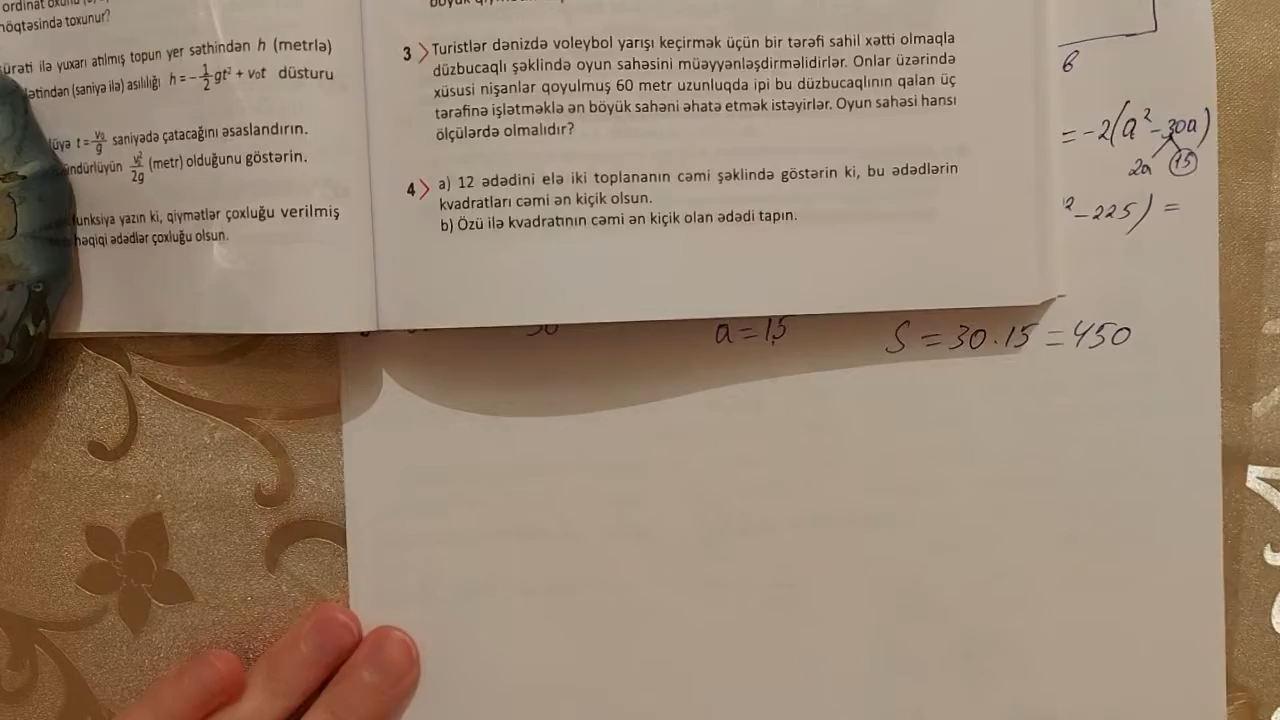 nöqtəsində toxunur?
sürəti ilə yuxarı atılmış topun yer səthindən h (metrlə)
(saniyə ilə) asılılığı h = -1/2 gt² + v₀t düsturu
t = v₀/g saniyədə çatacağını əsaslandırın.
v₀²/2g (metr) olduğunu göstərin.
funksiya yazın ki, qiymətlər çoxluğu verilmiş
həqiqi ədədlər çoxluğu olsun.
3 > Turistlər dənizdə voleybol yarışı keçirmək üçün bir tərəfi sahil xətti olmaqla
düzbucaqlı şəklində oyun sahəsini müəyyənləşdirməlidirlər. Onlar üzərində
xüsusi nişanlar qoyulmuş 60 metr uzunluqda ipi bu düzbucaqlının qalan üç
tərəfinə işlətməklə ən böyük sahəni əhatə etmək istəyirlər. Oyun sahəsi hansı
ölçülərdə olmalıdır?
4 > a) 12 ədədini elə iki toplananın cəmi şəklində göstərin ki, bu ədədlərin
kvadratları cəmi ən kiçik olsun.
b) Özü ilə kvadratının cəmi ən kiçik olan ədədi tapın.
в
= -2(a² - 30a)
2a 15
² - 225) =
a = 15
S = 30 · 15 = 450